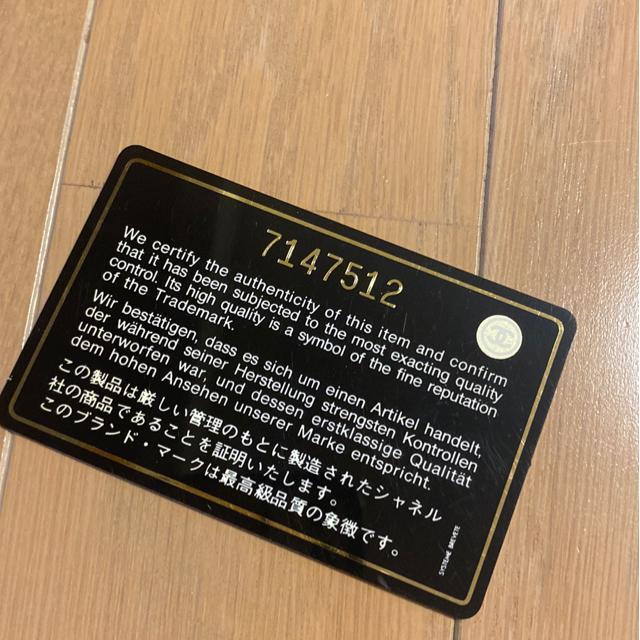 7147512
We certify the authenticity of this item and confirm
that it has been subjected to the most exacting quality
control. Its high quality is a symbol of the fine reputation
of the Trademark.
Wir bestätigen, dass es sich um einen Artikel handelt,
der während seiner Herstellung strengsten Kontrollen
unterworfen war, und dessen erstklassige Qualität
dem hohen Ansehen unserer Marke entspricht.
この製品は厳しい管理のもとに製造されたシャネル
社の商品であることを証明いたします。
このブランド・マークは最高級品質の象徴です。
SYSTEME BREVETE